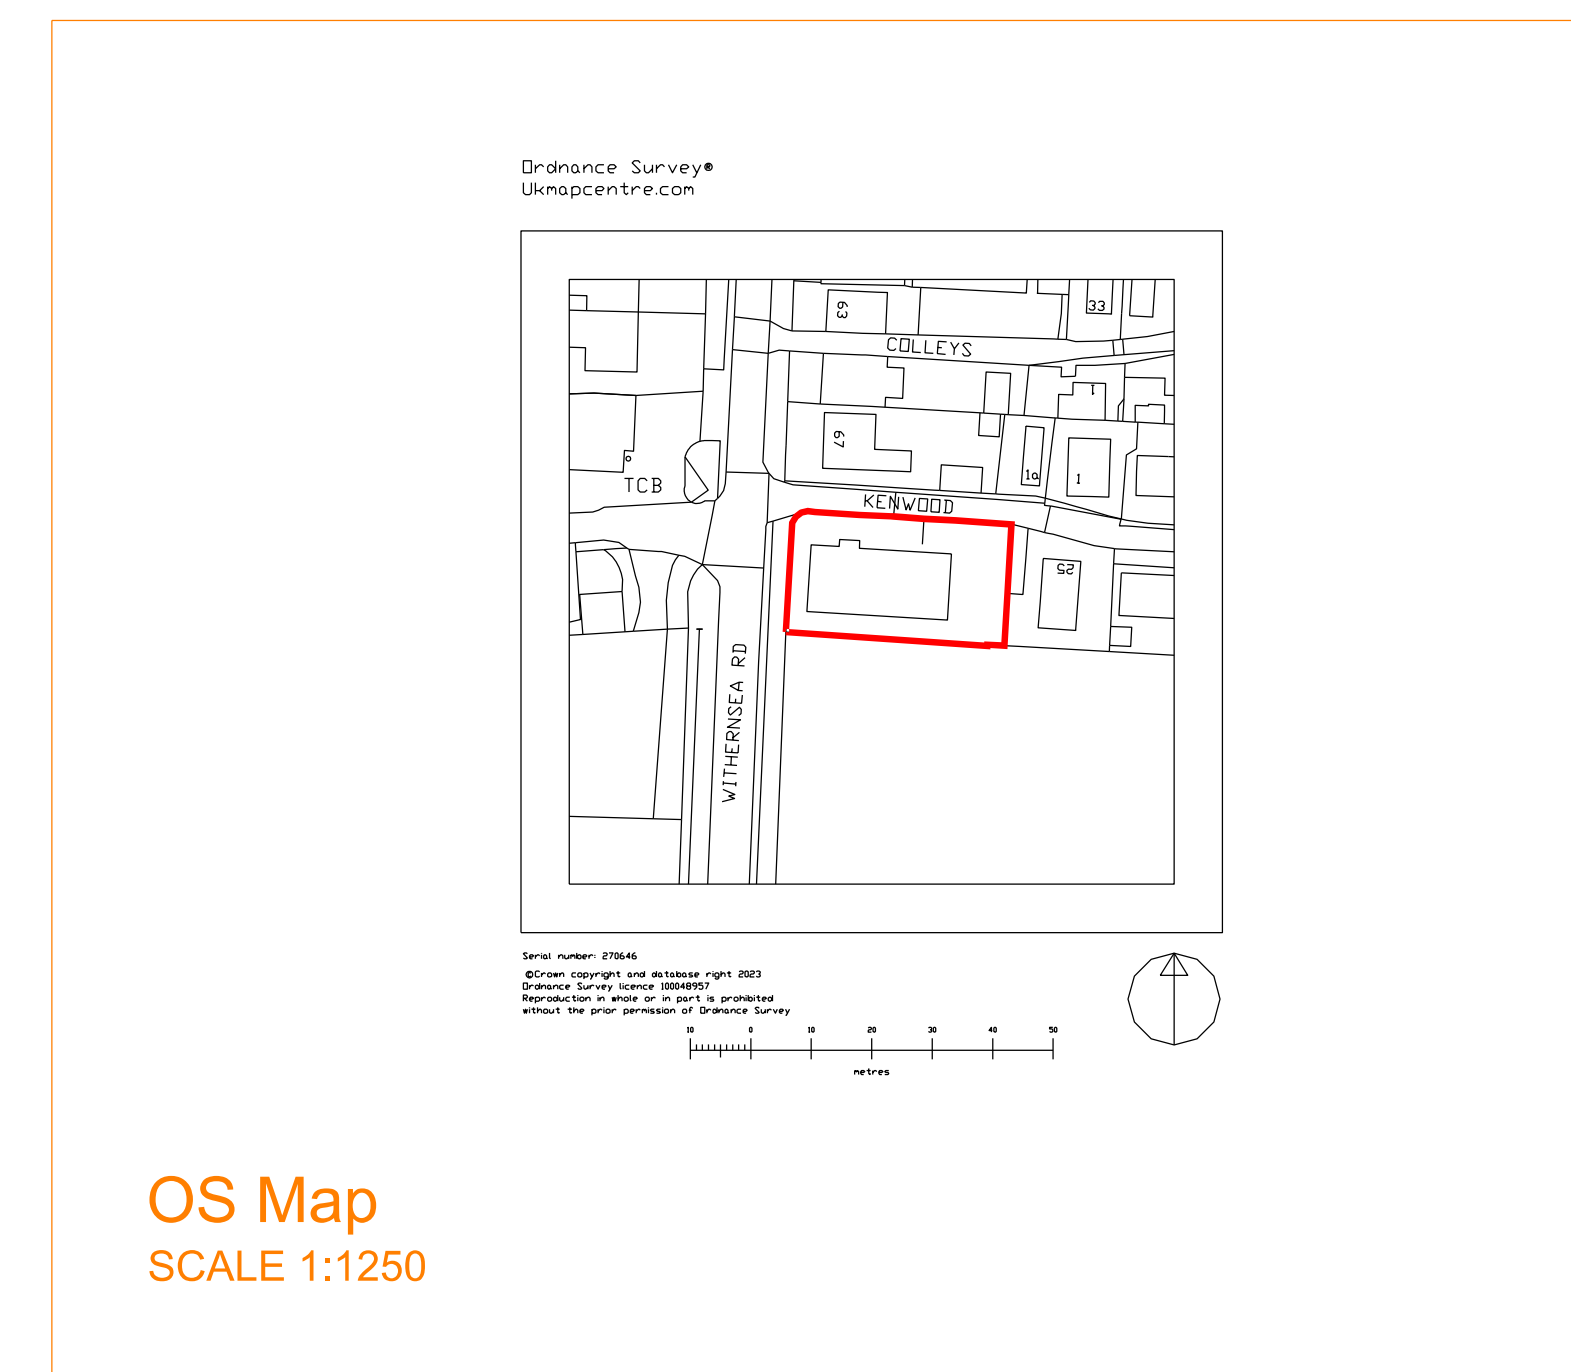 Ordnance Survey®
Ukmapcentre.com
63
33
COLLEYS
1
67
1a
1
TCB
KENWOOD
25
WITHERNSEA RD
Serial number: 270646
©Crown copyright and database right 2023
Ordnance Survey licence 100048957
Reproduction in whole or in part is prohibited
without the prior permission of Ordnance Survey
10 0 10 20 30 40 50
metres
OS Map
SCALE 1:1250